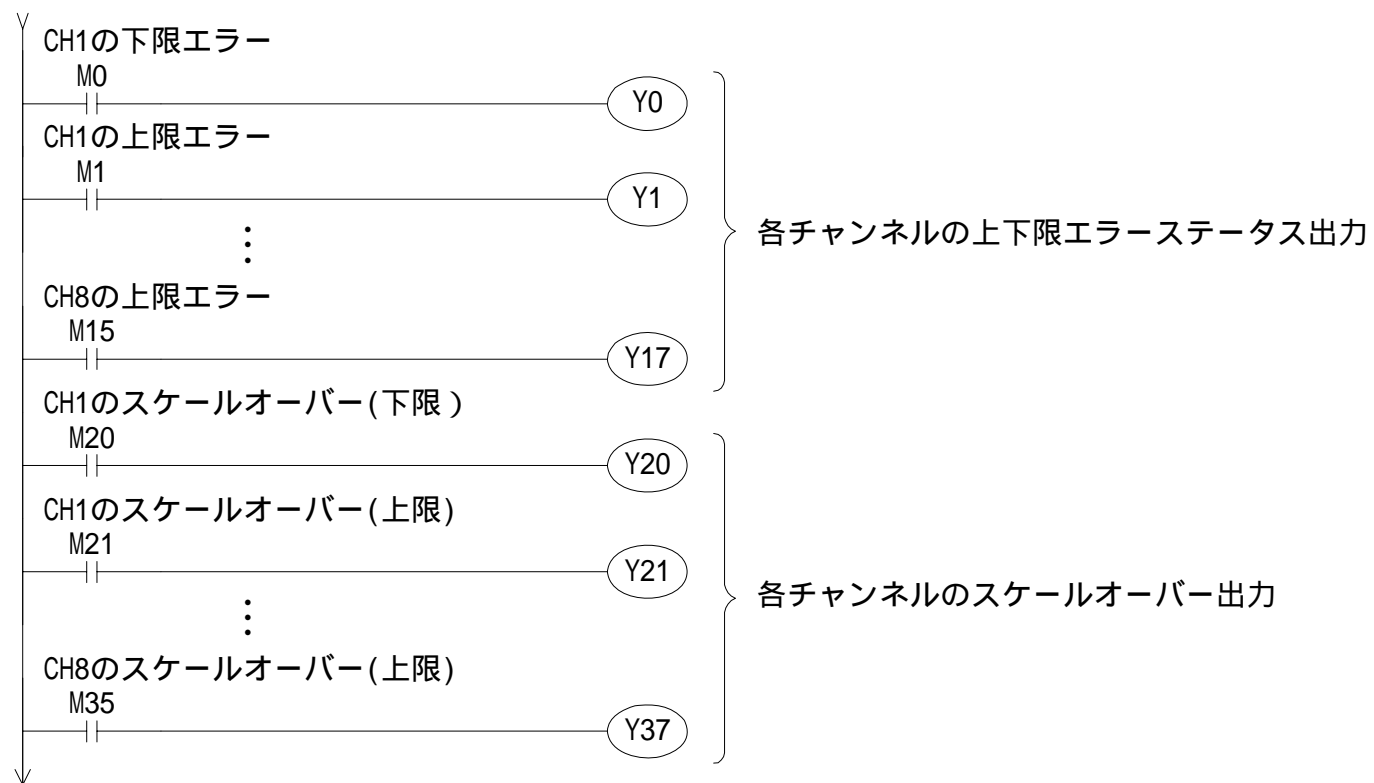 CH1の下限エラー
M0
Y0
CH1の上限エラー
M1
Y1
各チャンネルの上下限エラーステータス出力
CH8の上限エラー
M15
Y17
CH1のスケールオーバー(下限)
M20
Y20
CH1のスケールオーバー(上限)
M21
Y21
各チャンネルのスケールオーバー出力
CH8のスケールオーバー(上限)
M35
Y37